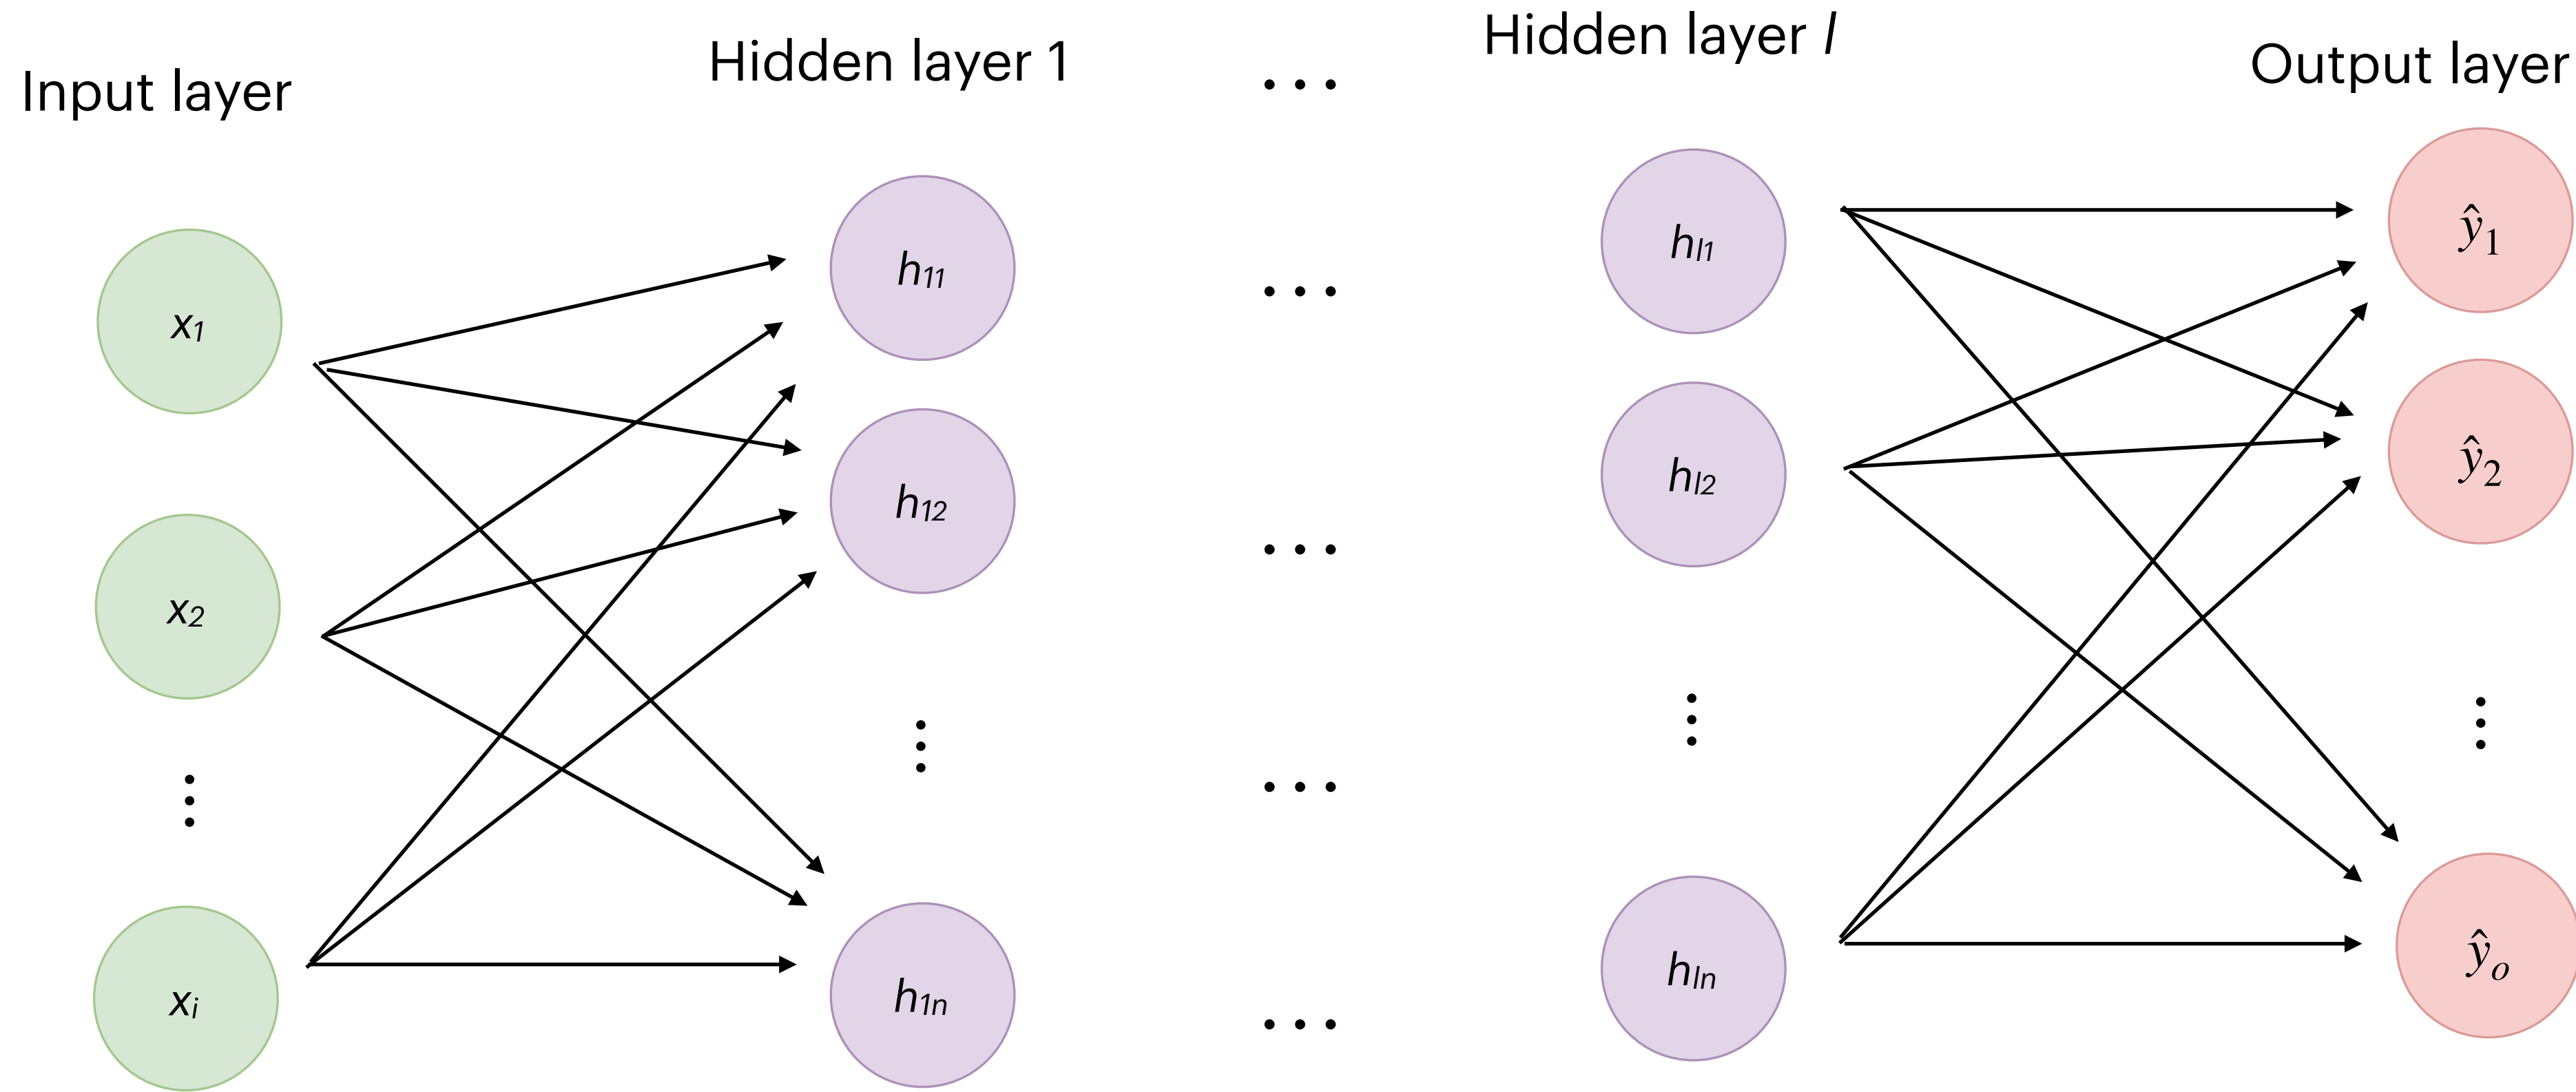 Input layer
Hidden layer 1
...
Hidden layer l
Output layer
x₁
x₂
⋮
xᵢ
h₁₁
h₁₂
⋮
h₁ₙ
...
...
...
...
hₗ₁
hₗ₂
⋮
hₗₙ
ŷ₁
ŷ₂
⋮
ŷₒ